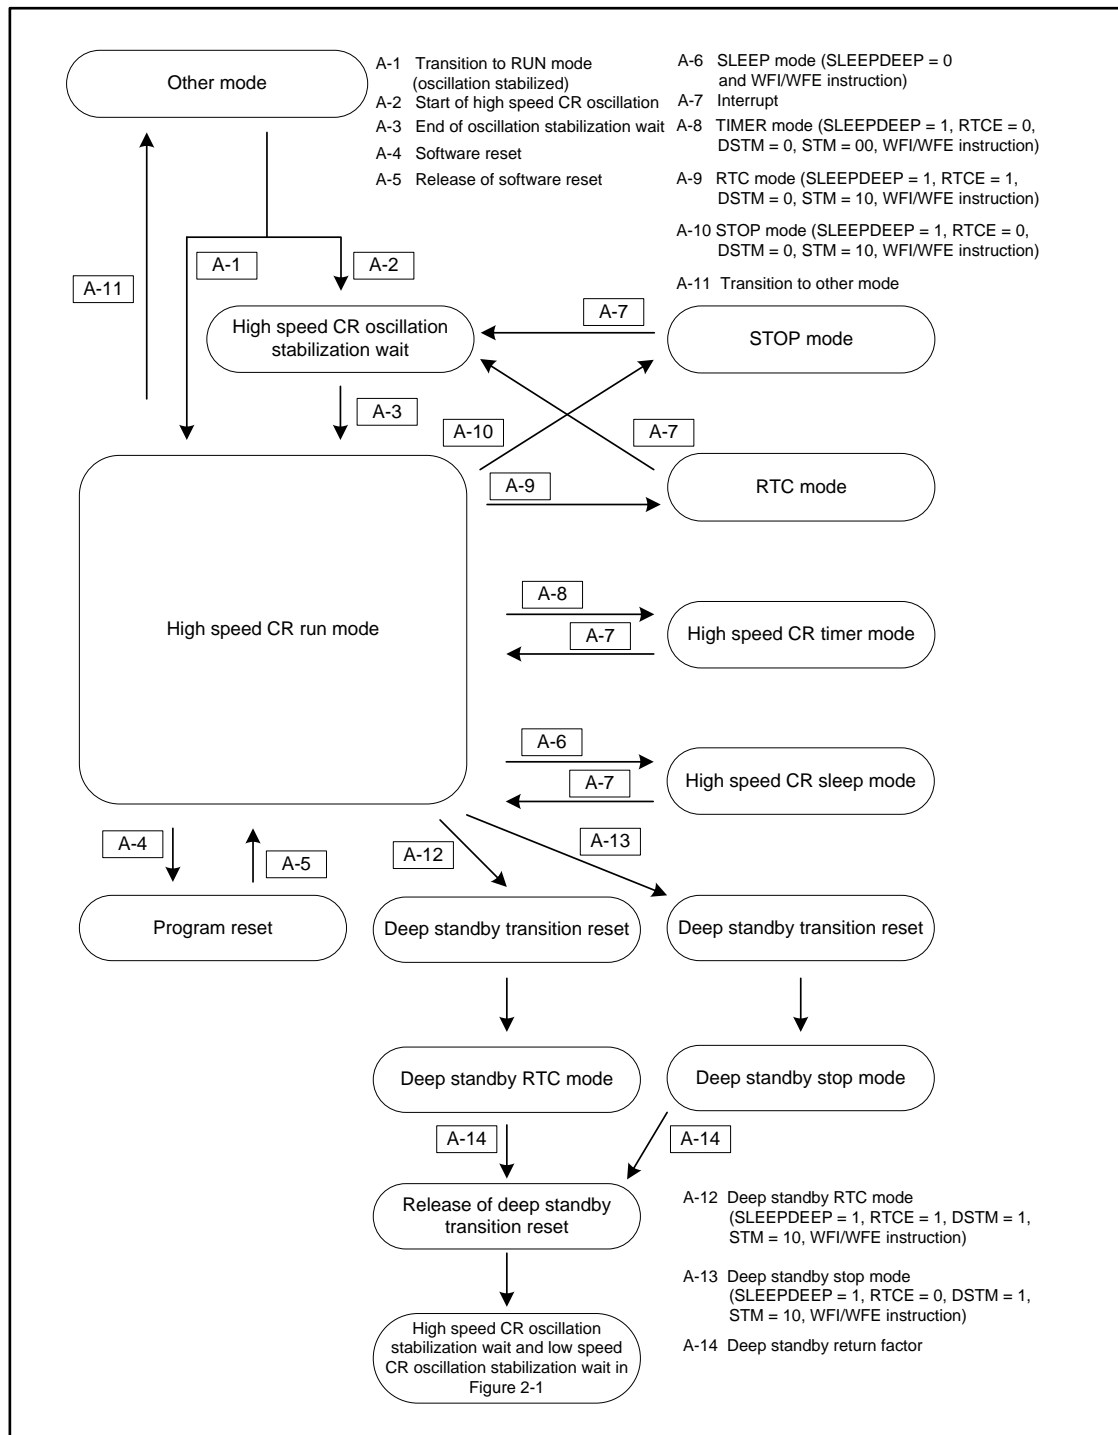 Other mode
A-1 Transition to RUN mode
(oscillation stabilized)
A-2 Start of high speed CR oscillation
A-3 End of oscillation stabilization wait
A-4 Software reset
A-5 Release of software reset
A-6 SLEEP mode (SLEEPDEEP = 0
and WFI/WFE instruction)
A-7 Interrupt
A-8 TIMER mode (SLEEPDEEP = 1, RTCE = 0,
DSTM = 0, STM = 00, WFI/WFE instruction)
A-9 RTC mode (SLEEPDEEP = 1, RTCE = 1,
DSTM = 0, STM = 10, WFI/WFE instruction)
A-10 STOP mode (SLEEPDEEP = 1, RTCE = 0,
DSTM = 0, STM = 10, WFI/WFE instruction)
A-11 Transition to other mode
A-11
A-1
A-2
High speed CR oscillation
stabilization wait
A-7
STOP mode
A-3
A-10
A-7
A-9
RTC mode
High speed CR run mode
A-8
A-7
High speed CR timer mode
A-6
A-7
High speed CR sleep mode
A-4
A-5
A-12
A-13
Program reset
Deep standby transition reset
Deep standby transition reset
Deep standby RTC mode
Deep standby stop mode
A-14
A-14
Release of deep standby
transition reset
A-12 Deep standby RTC mode
(SLEEPDEEP = 1, RTCE = 1, DSTM = 1,
STM = 10, WFI/WFE instruction)
A-13 Deep standby stop mode
(SLEEPDEEP = 1, RTCE = 0, DSTM = 1,
STM = 10, WFI/WFE instruction)
A-14 Deep standby return factor
High speed CR oscillation
stabilization wait and low speed
CR oscillation stabilization wait in
Figure 2-1